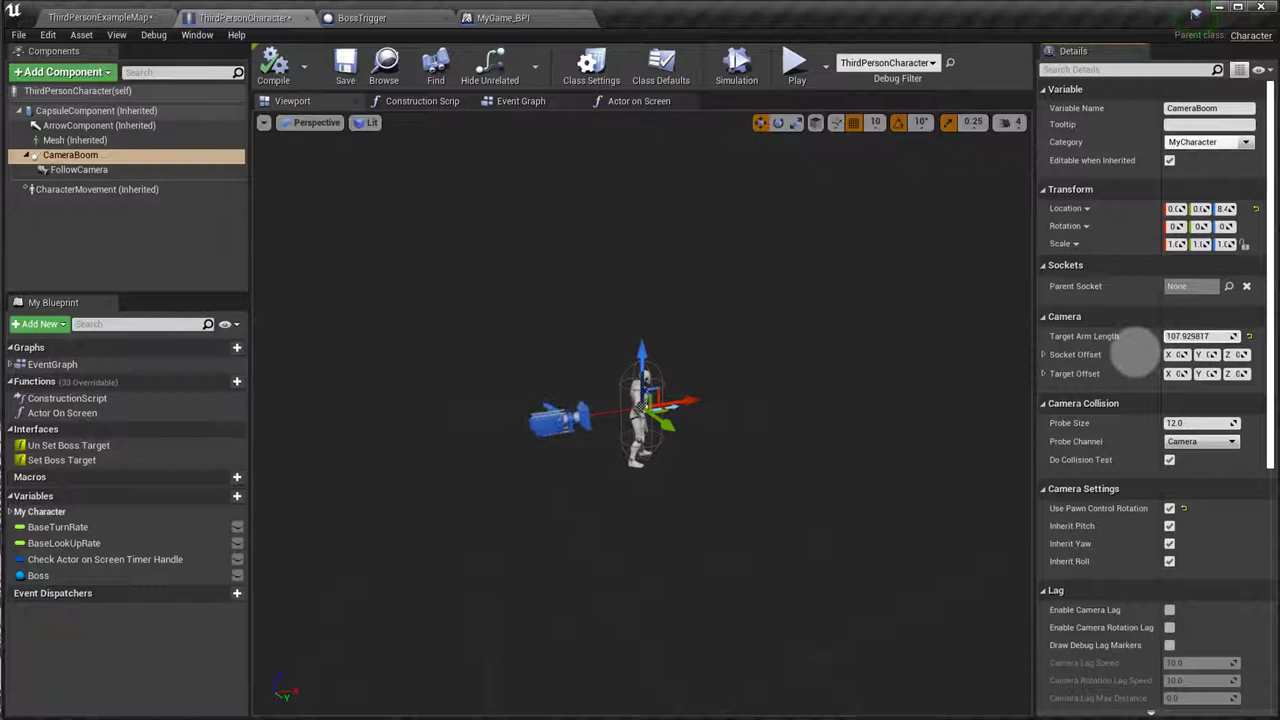 ThirdPersonExampleMap*
ThirdPersonCharacter*
BossTrigger
MyGame_BPI
Parent class: Character
File Edit Asset View Debug Window Help
Components
+ Add Component
Search
ThirdPersonCharacter(self)
CapsuleComponent (Inherited)
ArrowComponent (Inherited)
Mesh (Inherited)
CameraBoom
FollowCamera
CharacterMovement (Inherited)
My Blueprint
+ Add New
Search
Graphs
EventGraph
Functions (33 Overridable)
ConstructionScript
Actor On Screen
Interfaces
Un Set Boss Target
Set Boss Target
Macros
Variables
My Character
BaseTurnRate
BaseLookUpRate
Check Actor on Screen Timer Handle
Boss
Event Dispatchers
Compile Save Browse Find Hide Unrelated Class Settings Class Defaults Simulation Play
ThirdPersonCharacter
Debug Filter
Viewport Construction Scrip Event Graph Actor on Screen
Perspective Lit 10 10° 0.25 4
X
Y
Details
Search Details
Variable
Variable Name CameraBoom
Tooltip
Category MyCharacter
Editable when Inherited
Transform
Location
Rotation 0 0 0
Scale
Sockets
Parent Socket None
Camera
Target Arm Length 107.929817
Socket Offset X Y Z
Target Offset X Y Z
Camera Collision
Probe Size 12.0
Probe Channel Camera
Do Collision Test
Camera Settings
Use Pawn Control Rotation
Inherit Pitch
Inherit Yaw
Inherit Roll
Lag
Enable Camera Lag
Enable Camera Rotation Lag
Draw Debug Lag Markers
Camera Lag Speed 10.0
Camera Rotation Lag Speed 10.0
Camera Lag Max Distance 0.0